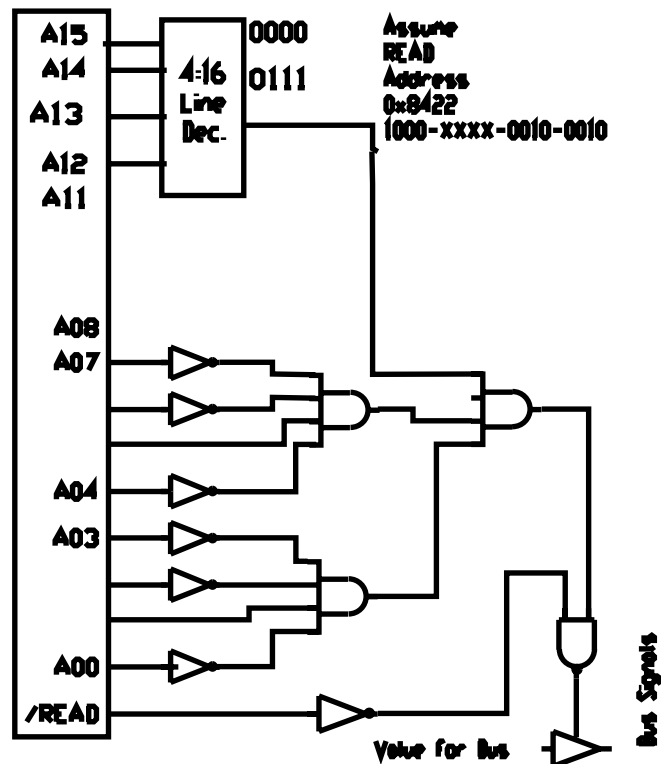 A15
A14
A13
A12
A11
A08
A07
A04
A03
A00
/READ
4:16
Line
Dec.
0000
0111
Assume
READ
Address
0x8422
1000-XXXX-0010-0010
Value for Bus
Bus Signals